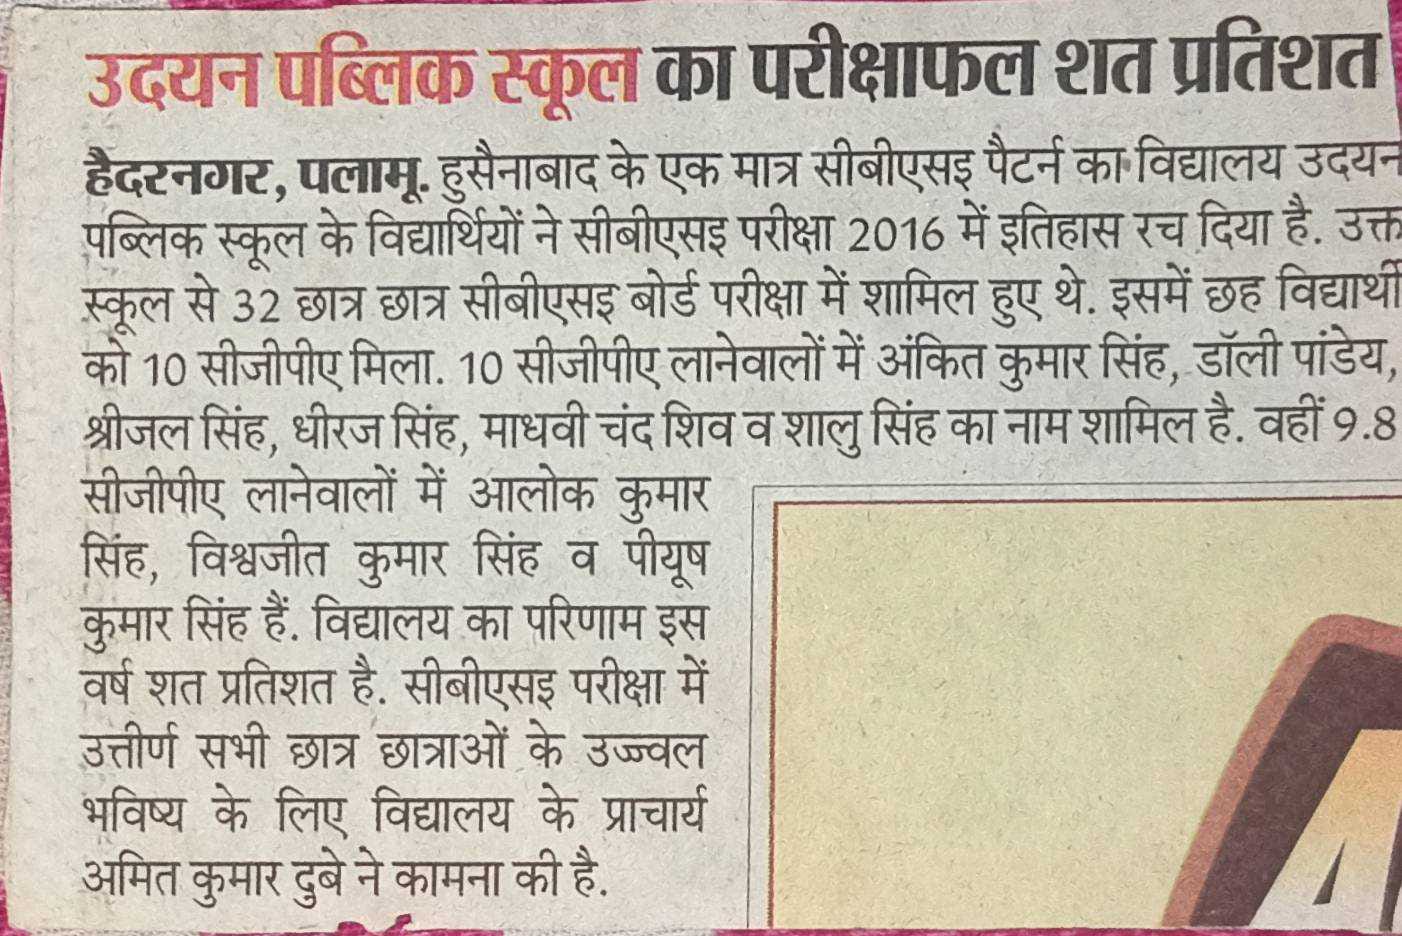 उदयन पब्लिक स्कूल का परीक्षाफल शत प्रतिशत
हैदरनगर, पलामू. हुसैनाबाद के एक मात्र सीबीएसइ पैटर्न का विद्यालय उदयन
पब्लिक स्कूल के विद्यार्थियों ने सीबीएसइ परीक्षा 2016 में इतिहास रच दिया है. उक्त
स्कूल से 32 छात्र छात्र सीबीएसइ बोर्ड परीक्षा में शामिल हुए थे. इसमें छह विद्यार्थी
को 10 सीजीपीए मिला. 10 सीजीपीए लानेवालों में अंकित कुमार सिंह, डॉली पांडेय,
श्रीजल सिंह, धीरज सिंह, माधवी चंद शिव व शालु सिंह का नाम शामिल है. वहीं 9.8
सीजीपीए लानेवालों में आलोक कुमार
सिंह, विश्वजीत कुमार सिंह व पीयूष
कुमार सिंह हैं. विद्यालय का परिणाम इस
वर्ष शत प्रतिशत है. सीबीएसइ परीक्षा में
उत्तीर्ण सभी छात्र छात्राओं के उज्ज्वल
भविष्य के लिए विद्यालय के प्राचार्य
अमित कुमार दुबे ने कामना की है.